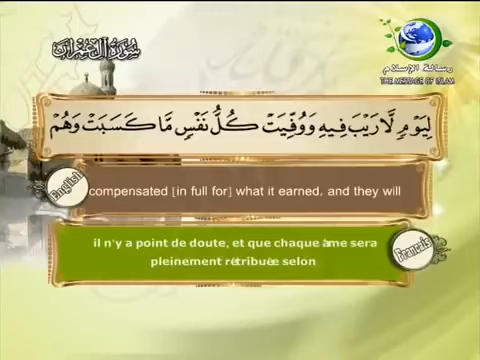 سورة آل عمران
رسالة الإسلام
THE MESSAGE OF ISLAM
لِيَوْمٍ لَّا رَيْبَ فِيهِ وَوُفِّيَتْ كُلُّ نَفْسٍ مَّا كَسَبَتْ وَهُمْ
English
compensated [in full for] what it earned, and they will
il n'y a point de doute, et que chaque âme sera
pleinement rétribuée selon
Français